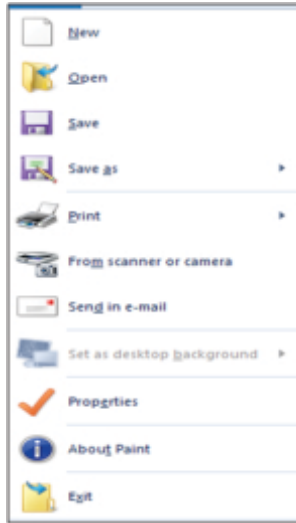 New
Open
Save
Save as
Print
From scanner or camera
Send in e-mail
Set as desktop background
Properties
About Paint
Exit